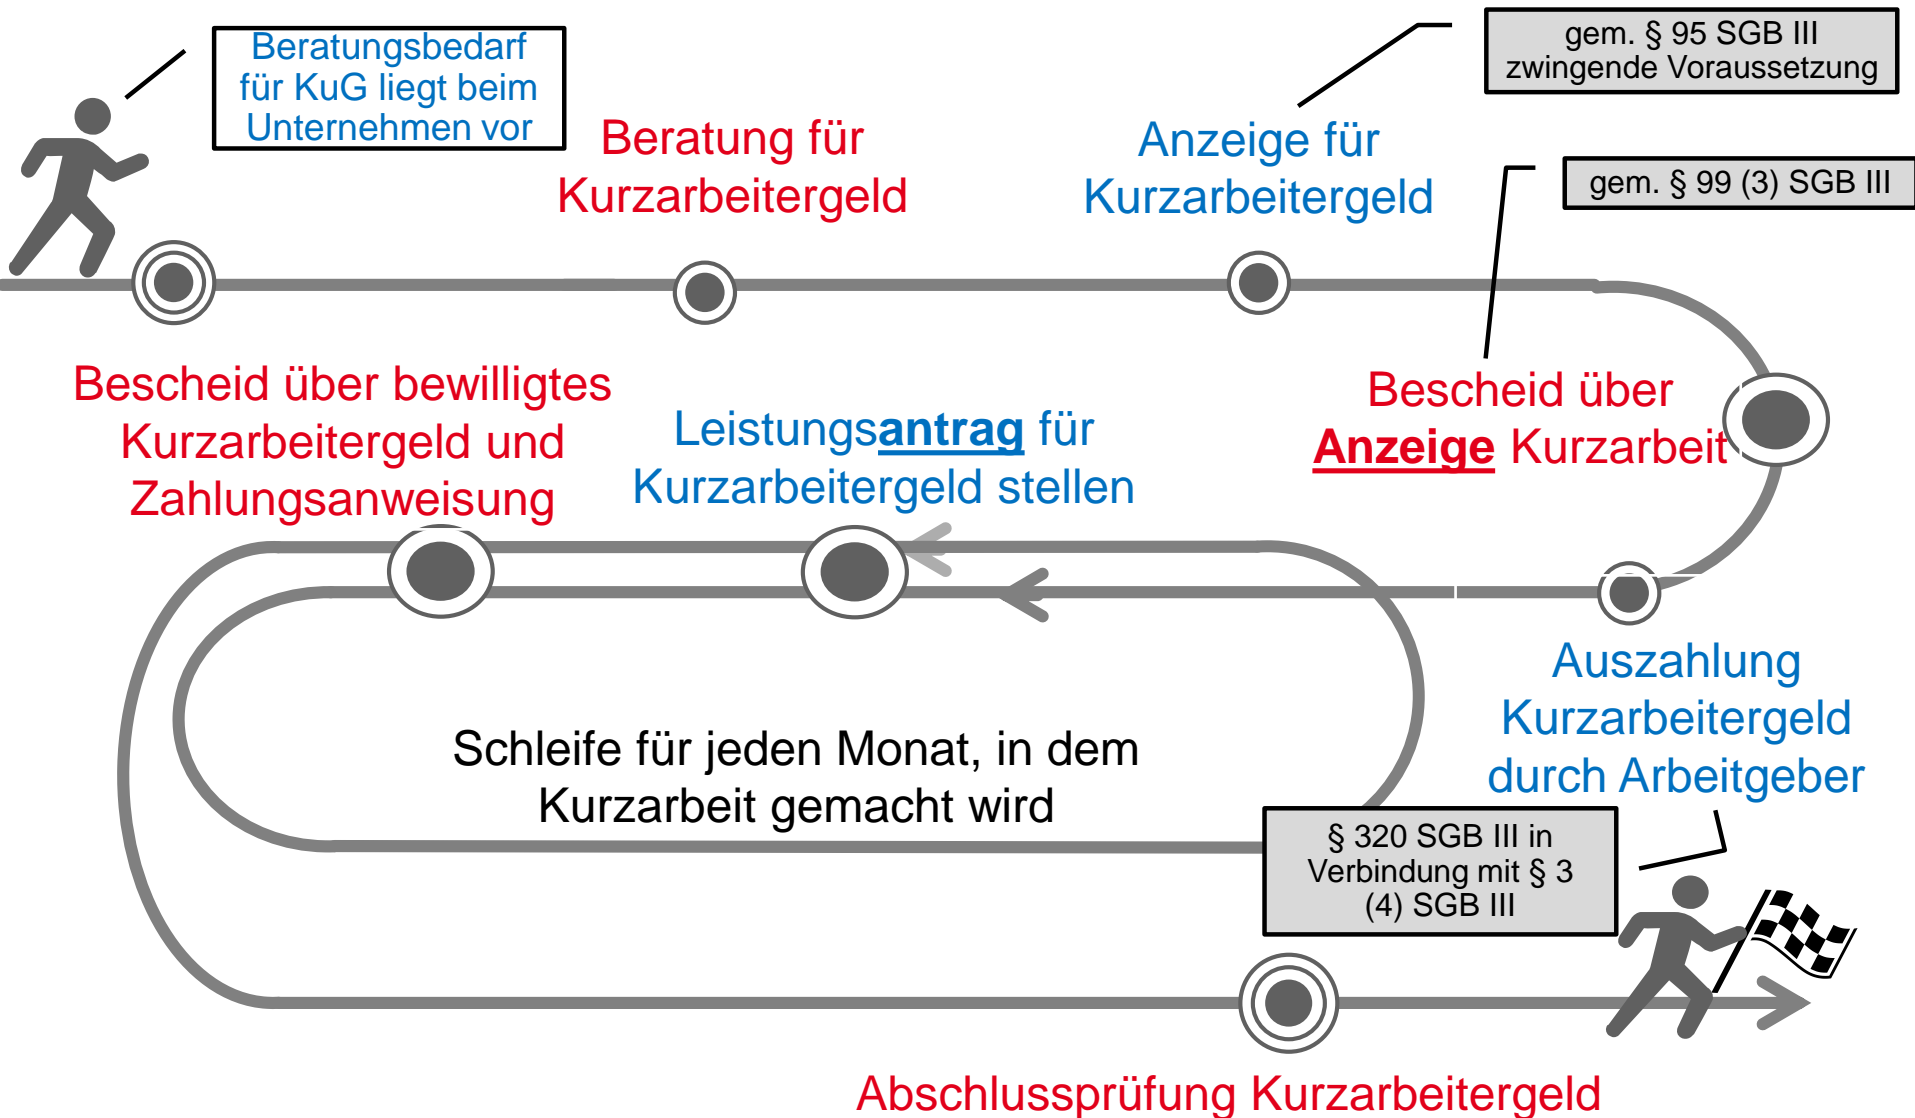 Beratungsbedarf
für KuG liegt beim
Unternehmen vor
Beratung für
Kurzarbeitergeld
Anzeige für
Kurzarbeitergeld
gem. § 95 SGB III
zwingende Voraussetzung
gem. § 99 (3) SGB III
Bescheid über
Anzeige Kurzarbeit
Leistungsantrag für
Kurzarbeitergeld stellen
Bescheid über bewilligtes
Kurzarbeitergeld und
Zahlungsanweisung
Auszahlung
Kurzarbeitergeld
durch Arbeitgeber
Schleife für jeden Monat, in dem
Kurzarbeit gemacht wird
§ 320 SGB III in
Verbindung mit § 3
(4) SGB III
Abschlussprüfung Kurzarbeitergeld